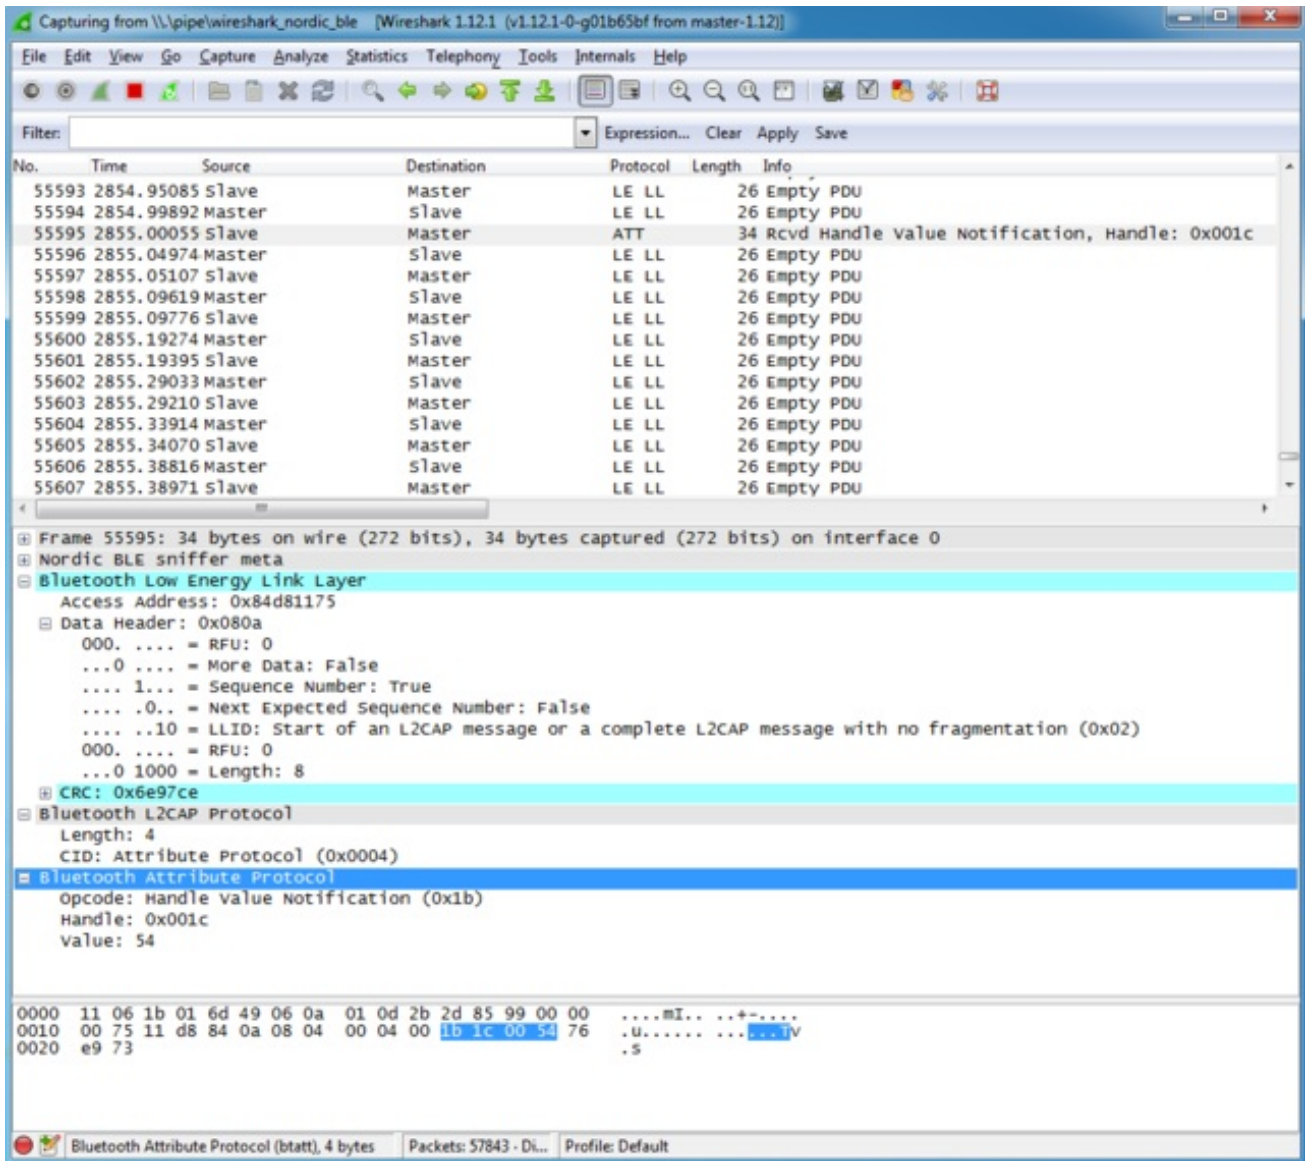 Capturing from \\.\pipe\wireshark_nordic_ble [Wireshark 1.12.1 (v1.12.1-0-g01b65bf from master-1.12)]
File Edit View Go Capture Analyze Statistics Telephony Tools Internals Help
Filter: Expression... Clear Apply Save
No. Time Source Destination Protocol Length Info
55593 2854.95085 Slave Master LE LL 26 Empty PDU
55594 2854.99892 Master Slave LE LL 26 Empty PDU
55595 2855.00055 Slave Master ATT 34 Rcvd Handle Value Notification, Handle: 0x001c
55596 2855.04974 Master Slave LE LL 26 Empty PDU
55597 2855.05107 Slave Master LE LL 26 Empty PDU
55598 2855.09619 Master Slave LE LL 26 Empty PDU
55599 2855.09776 Slave Master LE LL 26 Empty PDU
55600 2855.19274 Master Slave LE LL 26 Empty PDU
55601 2855.19395 Slave Master LE LL 26 Empty PDU
55602 2855.29033 Master Slave LE LL 26 Empty PDU
55603 2855.29210 Slave Master LE LL 26 Empty PDU
55604 2855.33914 Master Slave LE LL 26 Empty PDU
55605 2855.34070 Slave Master LE LL 26 Empty PDU
55606 2855.38816 Master Slave LE LL 26 Empty PDU
55607 2855.38971 Slave Master LE LL 26 Empty PDU
Frame 55595: 34 bytes on wire (272 bits), 34 bytes captured (272 bits) on interface 0
Nordic BLE sniffer meta
Bluetooth Low Energy Link Layer
Access Address: 0x84d81175
Data Header: 0x080a
000. .... = RFU: 0
...0 .... = More Data: False
.... 1... = Sequence Number: True
.... .0.. = Next Expected Sequence Number: False
.... ..10 = LLID: Start of an L2CAP message or a complete L2CAP message with no fragmentation (0x02)
000. .... = RFU: 0
...0 1000 = Length: 8
CRC: 0x6e97ce
Bluetooth L2CAP Protocol
Length: 4
CID: Attribute Protocol (0x0004)
Bluetooth Attribute Protocol
Opcode: Handle Value Notification (0x1b)
Handle: 0x001c
Value: 54
0000 11 06 1b 01 6d 49 06 0a 01 0d 2b 2d 85 99 00 00 ....mI.. ..+-....
0010 00 75 11 d8 84 0a 08 04 00 04 00 1b 1c 00 54 76 .u...... ......Tv
0020 e9 73 .s
Bluetooth Attribute Protocol (btatt), 4 bytes Packets: 57843 · Di... Profile: Default